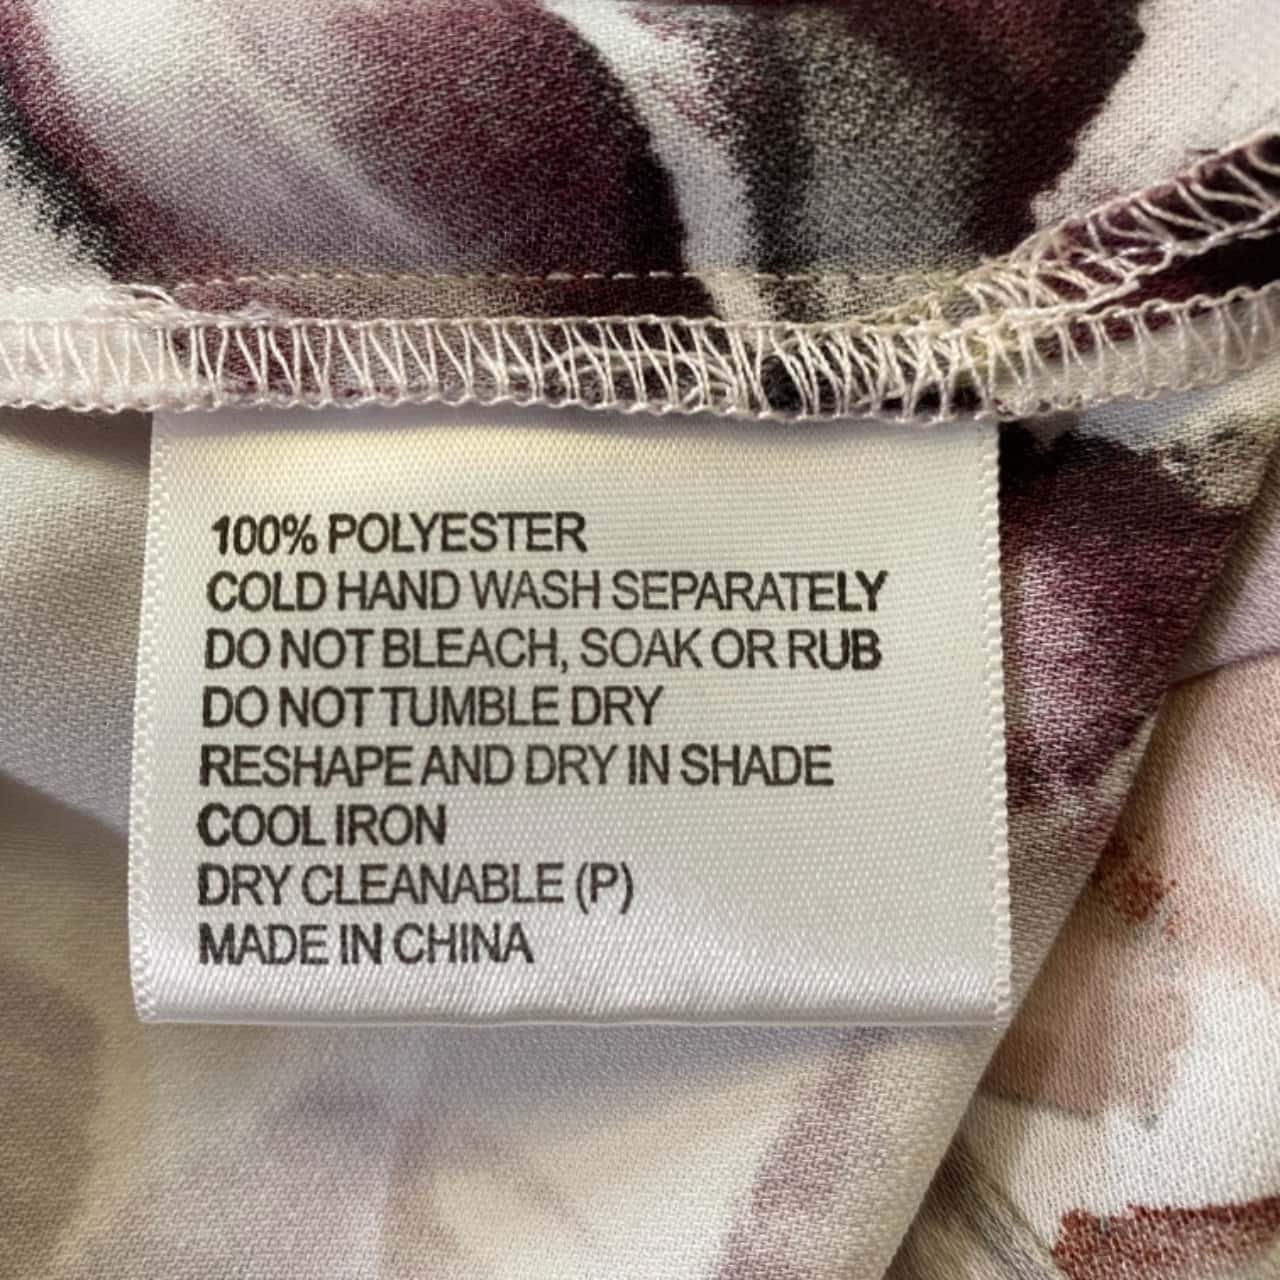 100% POLYESTER
COLD HAND WASH SEPARATELY
DO NOT BLEACH, SOAK OR RUB
DO NOT TUMBLE DRY
RESHAPE AND DRY IN SHADE
COOL IRON
DRY CLEANABLE (P)
MADE IN CHINA